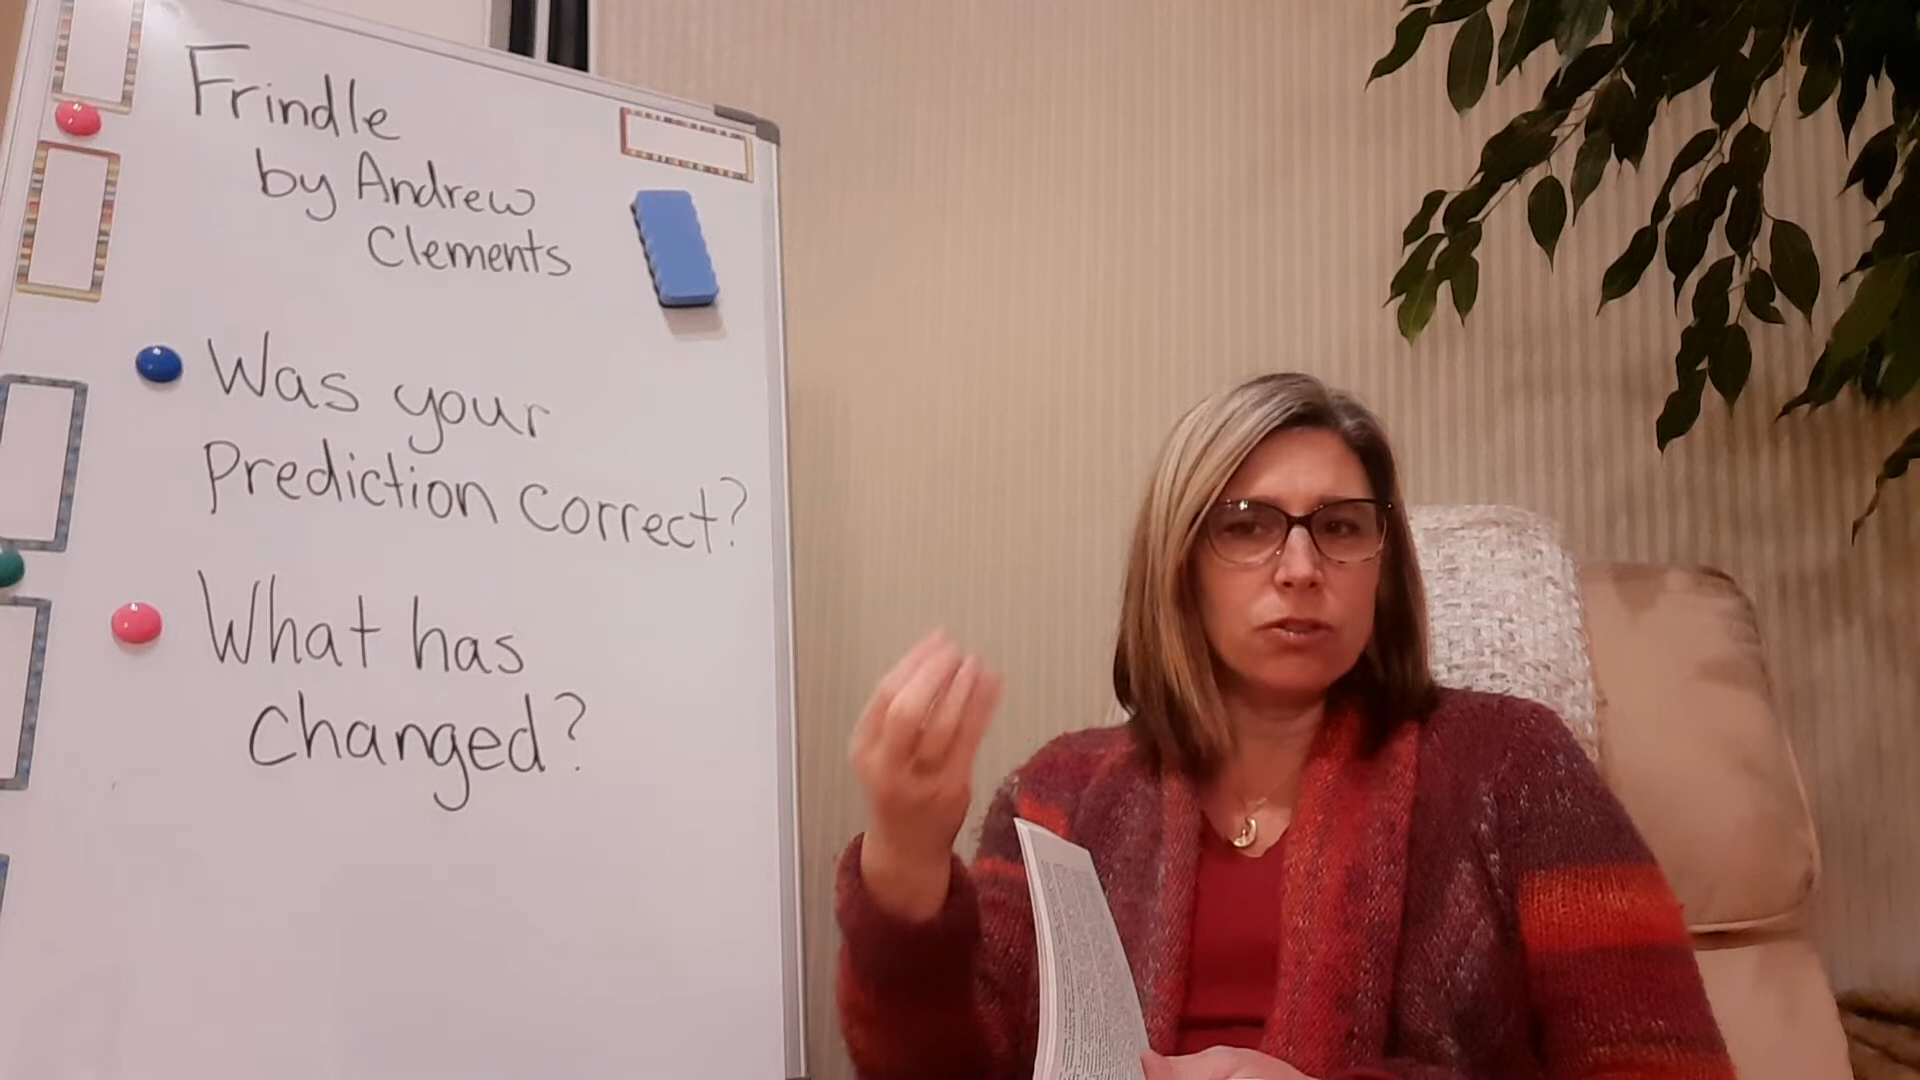 Frindle
by Andrew
Clements
Was your
prediction correct?
What has
changed?